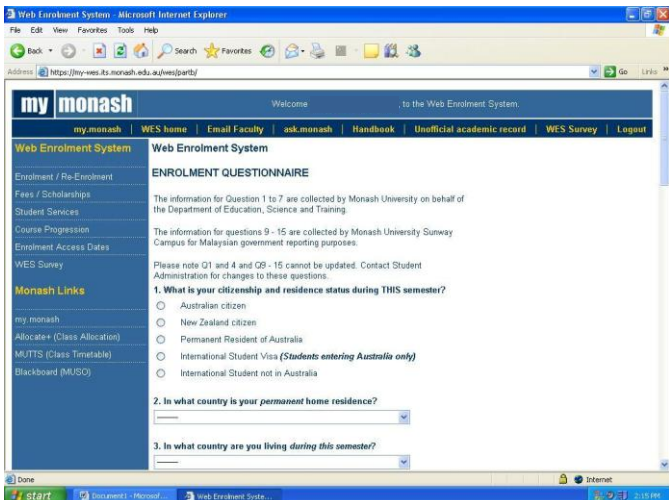 Web Enrolment System - Microsoft Internet Explorer
File Edit View Favorites Tools Help
Back Search Favorites
Address https://my-wes.its.monash.edu.au/wes/partb/ Go Links
my monash Welcome , to the Web Enrolment System.
my.monash | WES home | Email Faculty | ask.monash | Handbook | Unofficial academic record | WES Survey | Logout
Web Enrolment System
Enrolment / Re-Enrolment
Fees / Scholarships
Student Services
Course Progression
Enrolment Access Dates
WES Survey
Monash Links
my.monash
Allocate+ (Class Allocation)
MUTTS (Class Timetable)
Blackboard (MUSO)
Web Enrolment System
ENROLMENT QUESTIONNAIRE
The information for Question 1 to 7 are collected by Monash University on behalf of
the Department of Education, Science and Training.
The information for questions 9 - 15 are collected by Monash University Sunway
Campus for Malaysian government reporting purposes.
Please note Q1 and 4 and Q9 - 15 cannot be updated. Contact Student
Administration for changes to these questions.
1. What is your citizenship and residence status during THIS semester?
Australian citizen
New Zealand citizen
Permanent Resident of Australia
International Student Visa (Students entering Australia only)
International Student not in Australia
2. In what country is your permanent home residence?
3. In what country are you living during this semester?
Done Internet
start Document1 - Microsof... Web Enrolment Syste... 2:15 PM